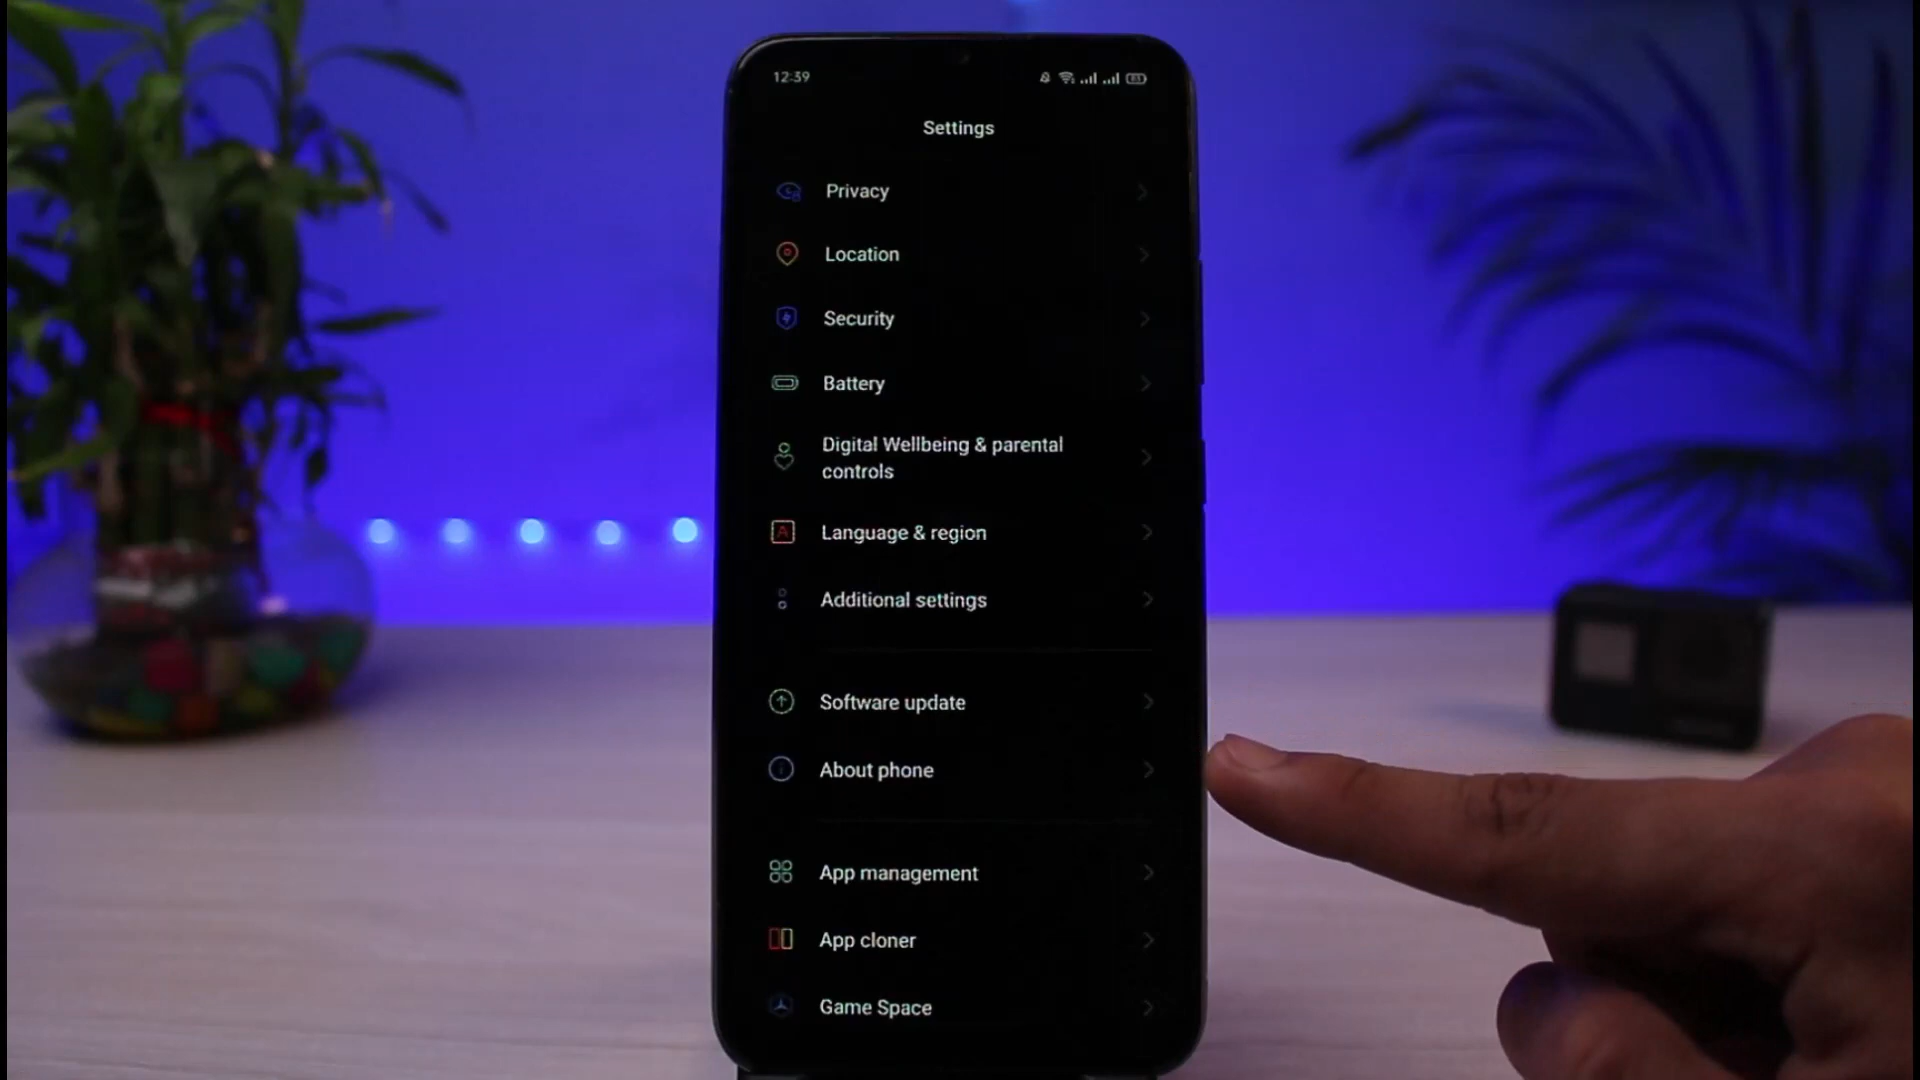 12:39
Settings
Privacy
Location
Security
Battery
Digital Wellbeing & parental
controls
Language & region
Additional settings
Software update
About phone
App management
App cloner
Game Space